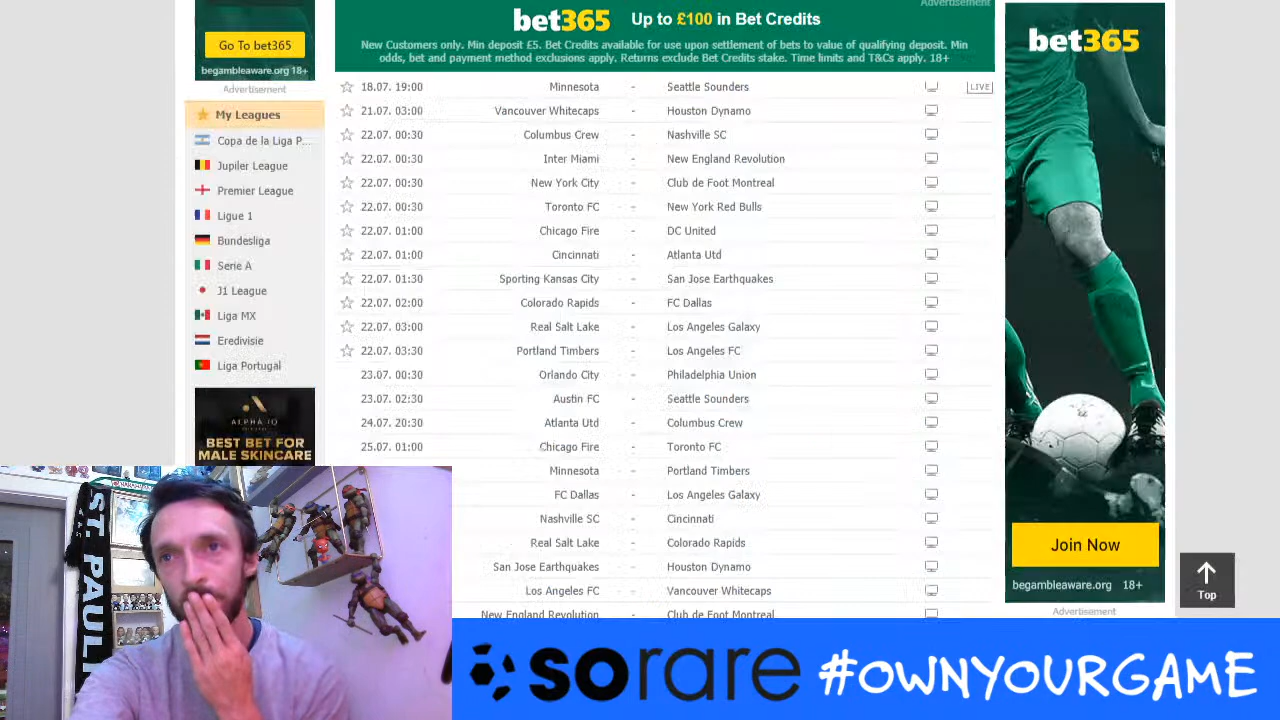 Advertisement
bet365 Up to £100 in Bet Credits
New Customers only. Min deposit £5. Bet Credits available for use upon settlement of bets to value of qualifying deposit. Min
odds, bet and payment method exclusions apply. Returns exclude Bet Credits stake. Time limits and T&Cs apply. 18+
Go To bet365
begambleaware.org 18+
Advertisement
My Leagues
Copa de la Liga P...
Jupiler League
Premier League
Ligue 1
Bundesliga
Serie A
J1 League
Liga MX
Eredivisie
Liga Portugal
BEST BET FOR
MALE SKINCARE
18.07. 19:00 Minnesota - Seattle Sounders LIVE
21.07. 03:00 Vancouver Whitecaps - Houston Dynamo
22.07. 00:30 Columbus Crew - Nashville SC
22.07. 00:30 Inter Miami - New England Revolution
22.07. 00:30 New York City - Club de Foot Montreal
22.07. 00:30 Toronto FC - New York Red Bulls
22.07. 01:00 Chicago Fire - DC United
22.07. 01:00 Cincinnati - Atlanta Utd
22.07. 01:30 Sporting Kansas City - San Jose Earthquakes
22.07. 02:00 Colorado Rapids - FC Dallas
22.07. 03:00 Real Salt Lake - Los Angeles Galaxy
22.07. 03:30 Portland Timbers - Los Angeles FC
23.07. 00:30 Orlando City - Philadelphia Union
23.07. 02:30 Austin FC - Seattle Sounders
24.07. 20:30 Atlanta Utd - Columbus Crew
25.07. 01:00 Chicago Fire - Toronto FC
Minnesota - Portland Timbers
FC Dallas - Los Angeles Galaxy
Nashville SC - Cincinnati
Real Salt Lake - Colorado Rapids
San Jose Earthquakes - Houston Dynamo
Los Angeles FC - Vancouver Whitecaps
New England Revolution - Club de Foot Montreal
bet365
Join Now
begambleaware.org 18+
Advertisement
Top
ST. PAUL
sorare #OWNYOURGAME